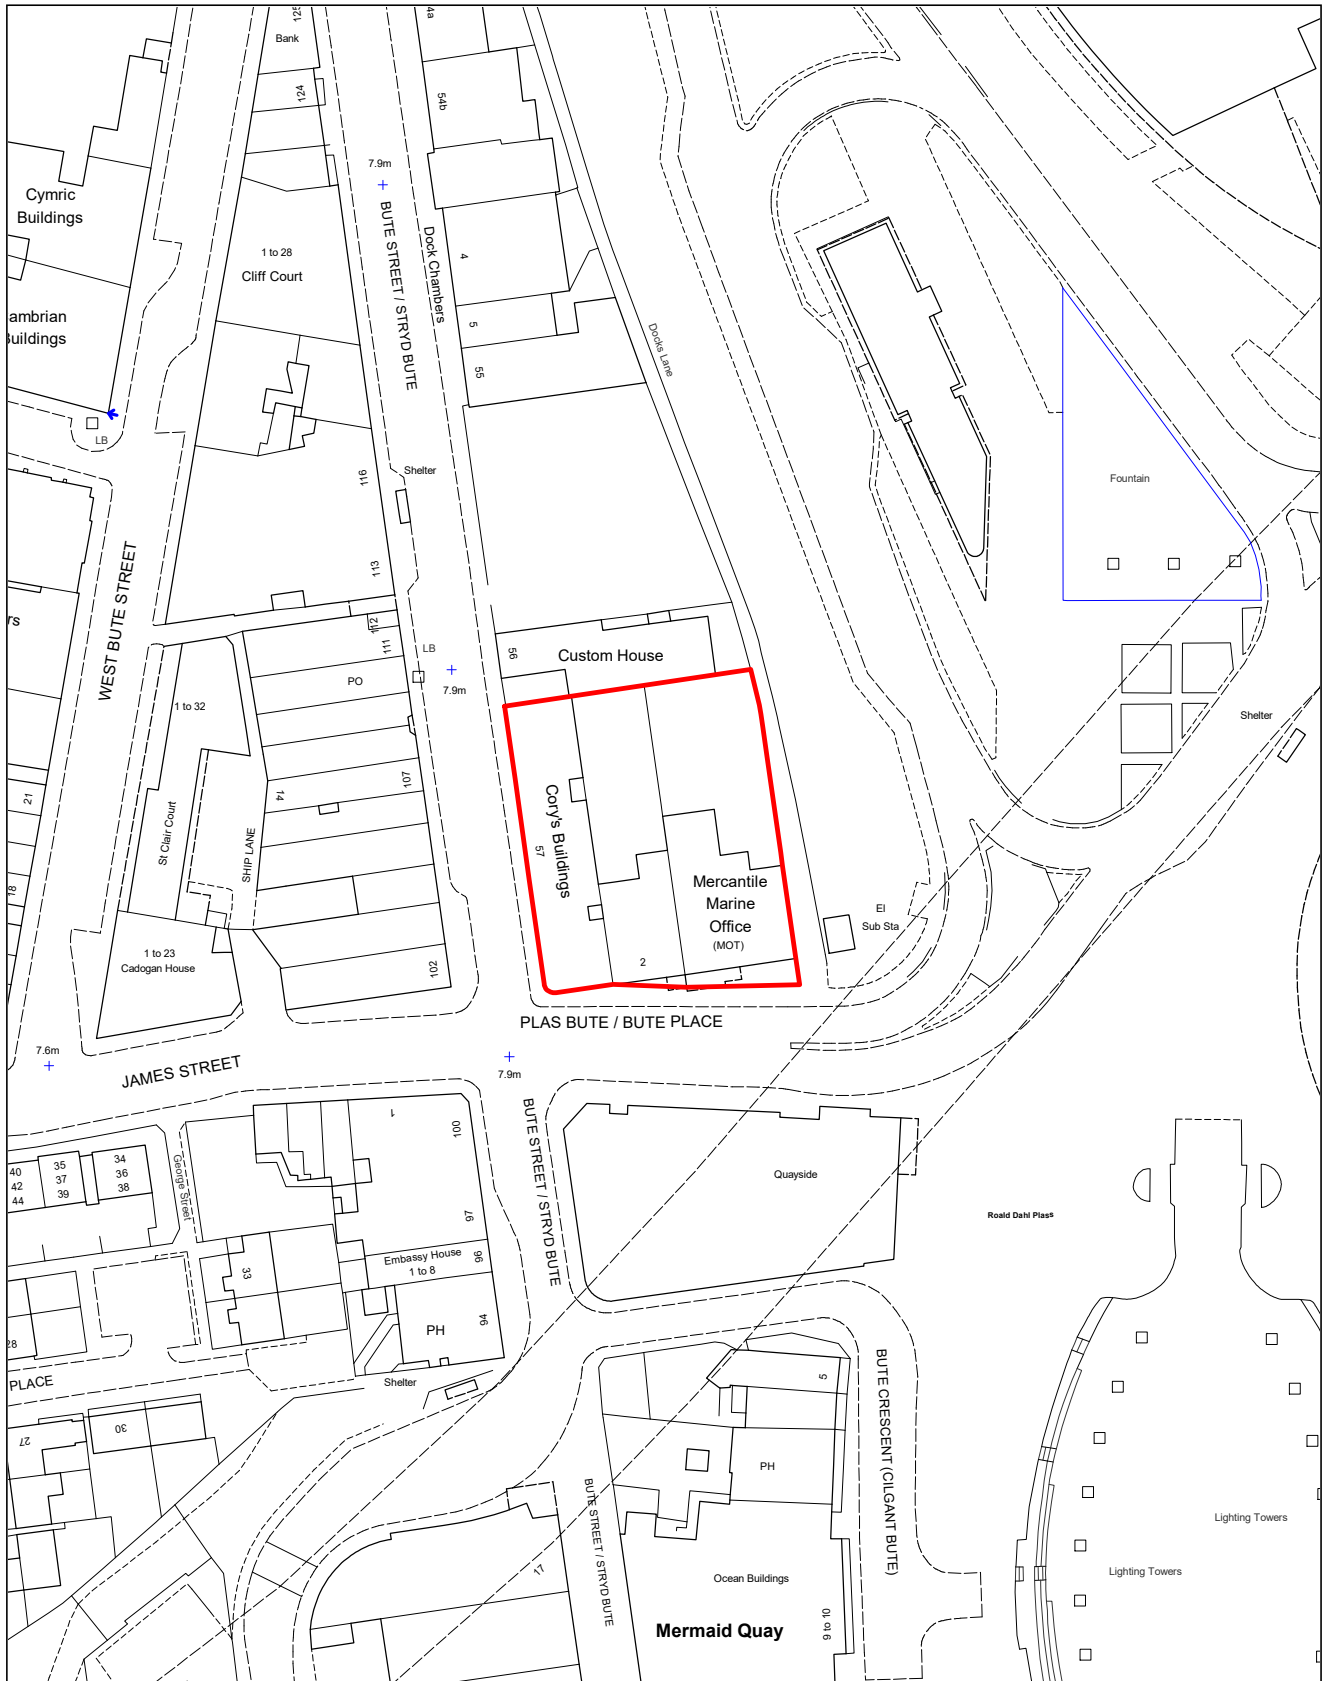 125
4a
Bank
124
54b
7.9m
Cymric
Buildings
BUTE STREET / STRYD BUTE
Dock Chambers
4
1 to 28
Cliff Court
ambrian
Buildings
5
55
Docks Lane
LB
Shelter
116
Fountain
WEST BUTE STREET
113
rs
112
111
LB
56
Custom House
PO
7.9m
1 to 32
Shelter
21
14
107
St Clair Court
SHIP LANE
Cory's Buildings
57
18
Mercantile
Marine
Office
(MOT)
El
Sub Sta
1 to 23
Cadogan House
102
2
PLAS BUTE / BUTE PLACE
7.6m
JAMES STREET
7.9m
BUTE STREET / STRYD BUTE
1
100
40
42
44
35
37
39
34
36
38
George Street
Quayside
97
Roald Dahl Plass
Embassy House
1 to 8
96
33
94
PH
28
PLACE
Shelter
5
BUTE CRESCENT (CILGANT BUTE)
27
30
PH
BUTE STREET / STRYD BUTE
Lighting Towers
17
Ocean Buildings
Lighting Towers
9 to 10
Mermaid Quay